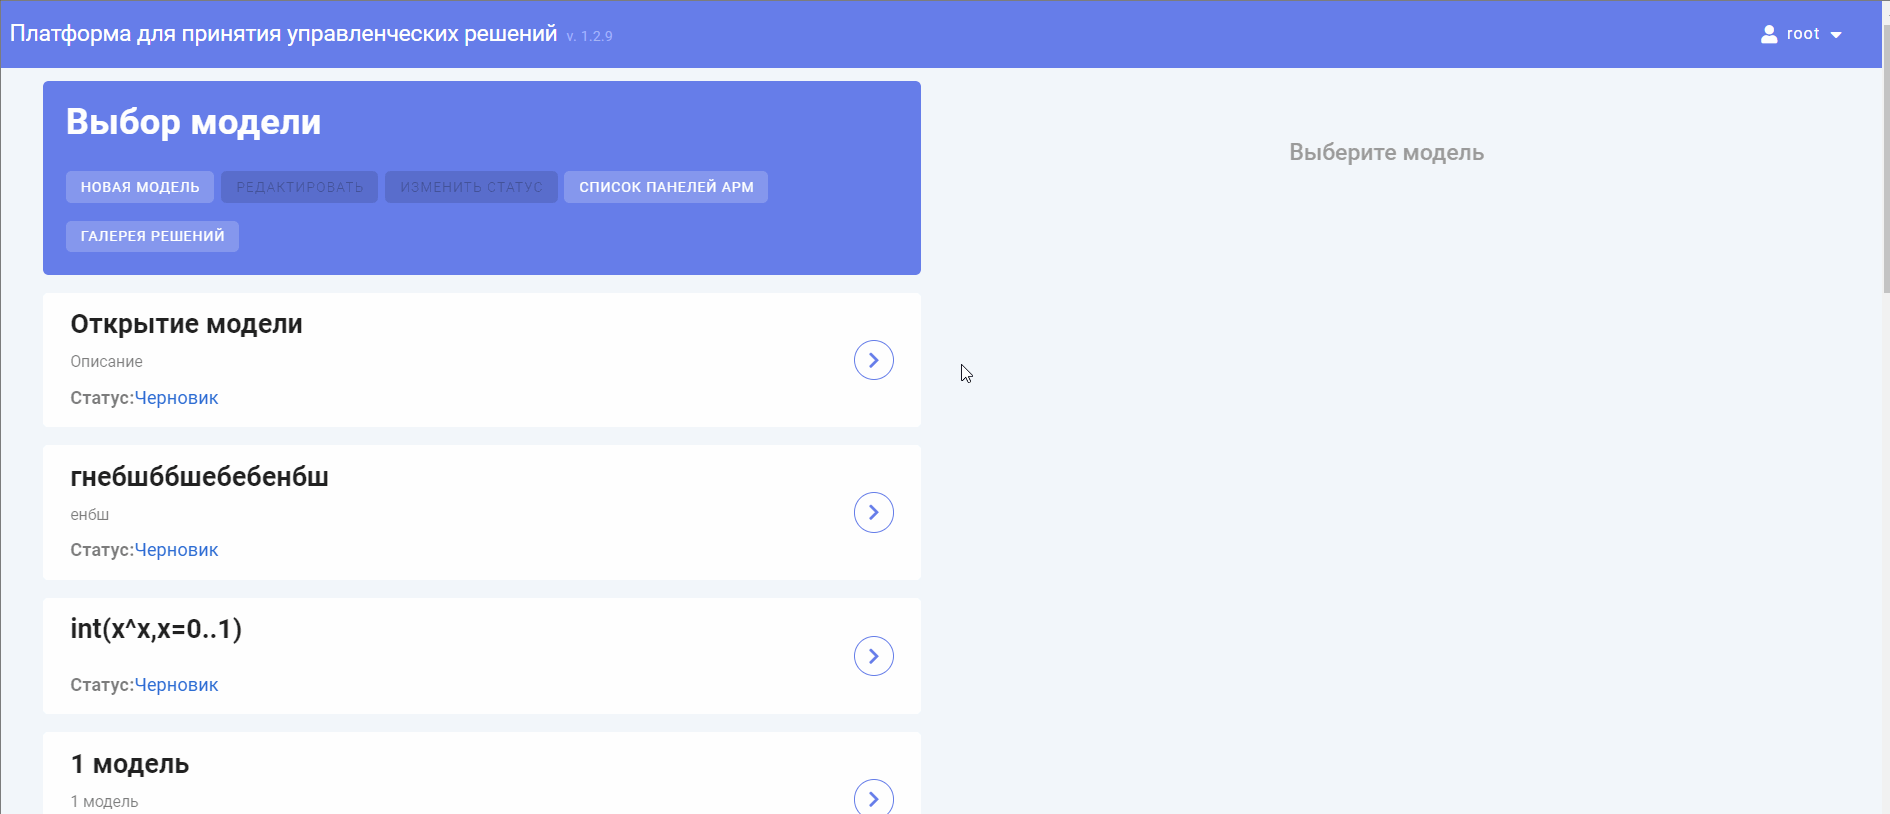 Платформа для принятия управленческих решений v. 1.2.9
root
Выбор модели
НОВАЯ МОДЕЛЬ РЕДАКТИРОВАТЬ ИЗМЕНИТЬ СТАТУС СПИСОК ПАНЕЛЕЙ АРМ
ГАЛЕРЕЯ РЕШЕНИЙ
Выберите модель
Открытие модели
Описание
Статус:Черновик
гнебшббшебебенбш
енбш
Статус:Черновик
int(x^x,x=0..1)
Статус:Черновик
1 модель
1 модель